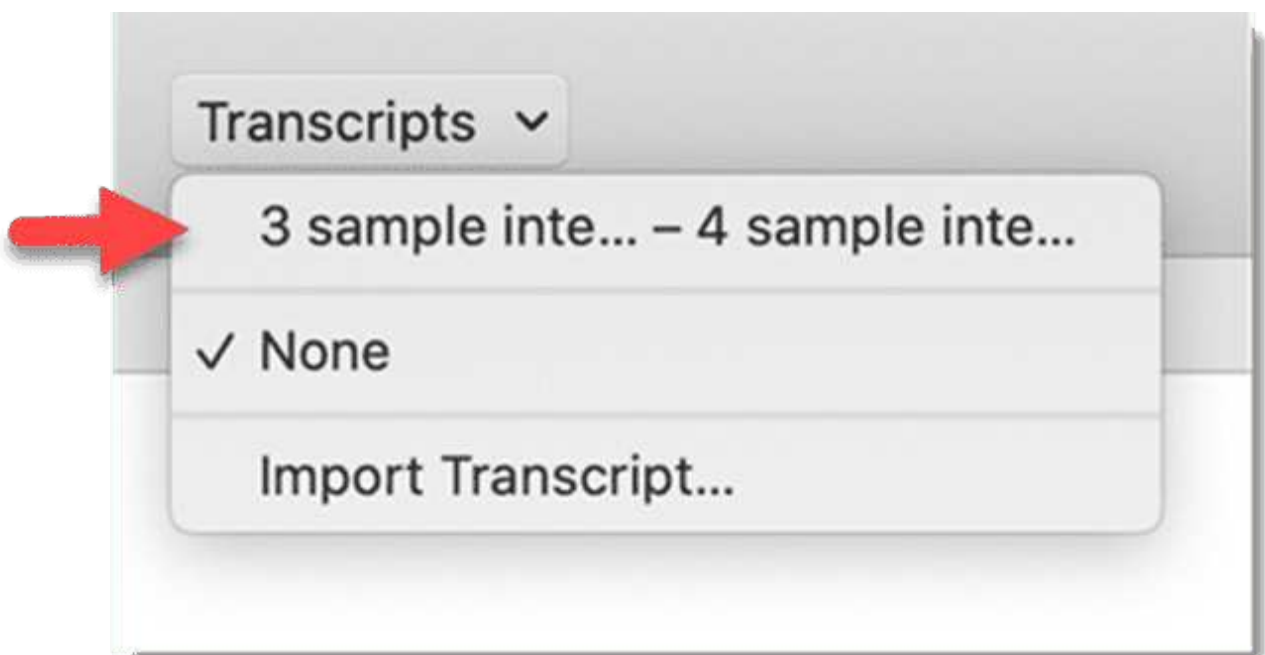 Transcripts
3 sample inte... – 4 sample inte...
✓ None
Import Transcript...